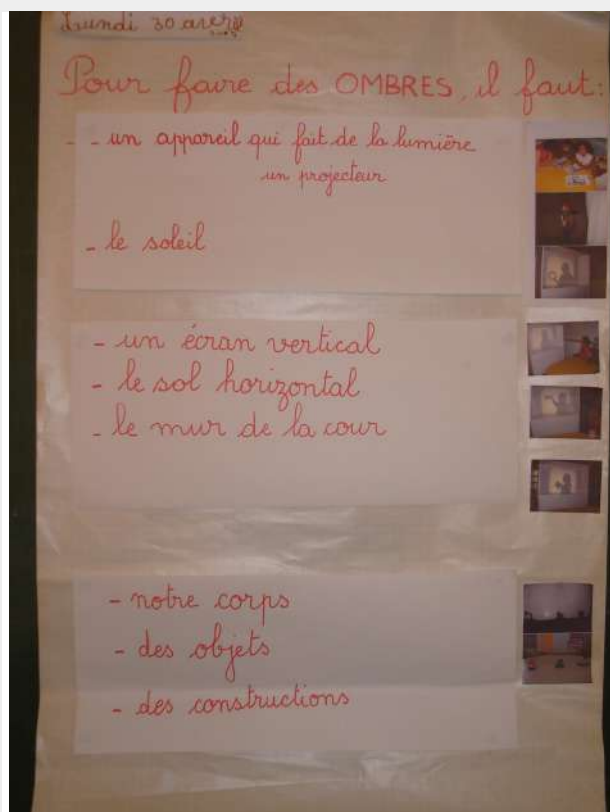 Lundi 30
Pour faire des OMBRES, il faut:
- - un appareil qui fait de la lumière
un projecteur
- le soleil
- un écran vertical
- le sol horizontal
- le mur de la cour
- notre corps
- des objets
- des constructions